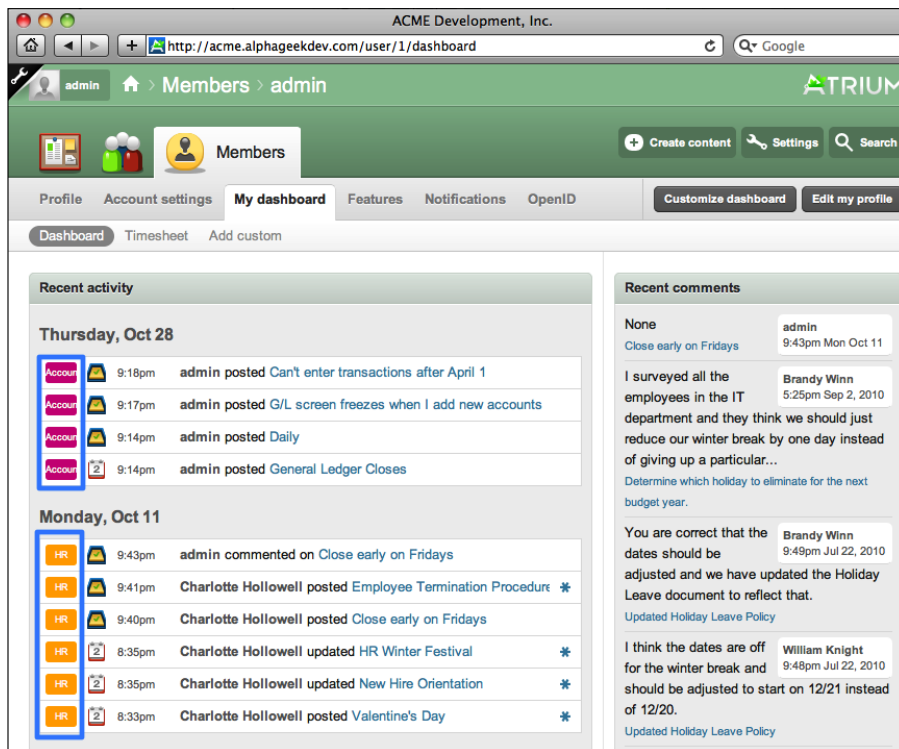 ACME Development, Inc.
http://acme.alphageekdev.com/user/1/dashboard
Google
admin > Members > admin
ATRIUM
Members
Create content Settings Search
Profile Account settings My dashboard Features Notifications OpenID
Customize dashboard Edit my profile
Dashboard Timesheet Add custom
Recent activity
Thursday, Oct 28
Accoun 9:18pm admin posted Can't enter transactions after April 1
Accoun 9:17pm admin posted G/L screen freezes when I add new accounts
Accoun 9:14pm admin posted Daily
Accoun 2 9:14pm admin posted General Ledger Closes
Monday, Oct 11
HR 9:43pm admin commented on Close early on Fridays
HR 9:41pm Charlotte Hollowell posted Employee Termination Procedure *
HR 9:40pm Charlotte Hollowell posted Close early on Fridays
HR 2 8:35pm Charlotte Hollowell updated HR Winter Festival *
HR 2 8:35pm Charlotte Hollowell updated New Hire Orientation *
HR 2 8:33pm Charlotte Hollowell posted Valentine's Day *
Recent comments
None
admin
9:43pm Mon Oct 11
Close early on Fridays
I surveyed all the
Brandy Winn
5:25pm Sep 2, 2010
employees in the IT
department and they think we should just
reduce our winter break by one day instead
of giving up a particular...
Determine which holiday to eliminate for the next
budget year.
You are correct that the
Brandy Winn
9:49pm Jul 22, 2010
dates should be
adjusted and we have updated the Holiday
Leave document to reflect that.
Updated Holiday Leave Policy
I think the dates are off
William Knight
9:48pm Jul 22, 2010
for the winter break and
should be adjusted to start on 12/21 instead
of 12/20.
Updated Holiday Leave Policy